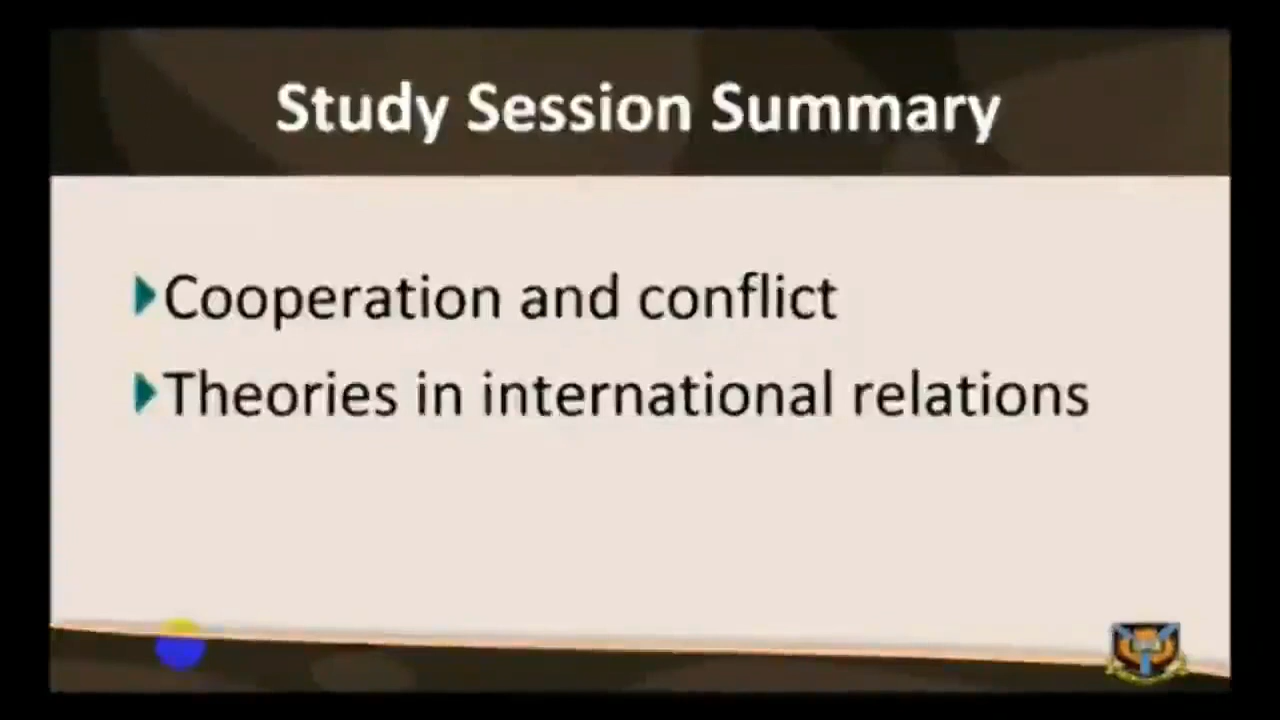 Study Session Summary
Cooperation and conflict
Theories in international relations